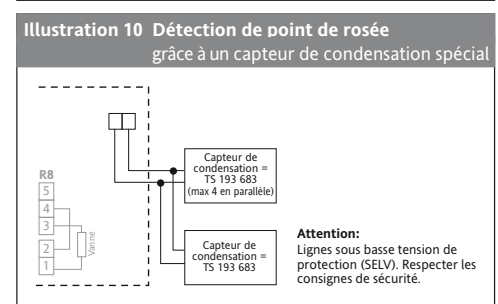 Illustration 10 Détection de point de rosée
grâce à un capteur de condensation spécial
Capteur de
condensation =
TS 193 683
(max 4 en parallèle)
R8
5
4
3
2
1
Vanne
Capteur de
condensation =
TS 193 683
Attention:
Lignes sous basse tension de
protection (SELV). Respecter les
consignes de sécurité.